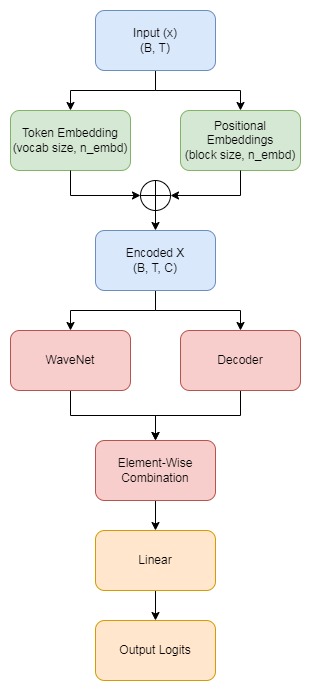 Input (x)
(B, T)
Token Embedding
(vocab size, n_embd)
Positional
Embeddings
(block size, n_embd)
Encoded X
(B, T, C)
WaveNet
Decoder
Element-Wise
Combination
Linear
Output Logits